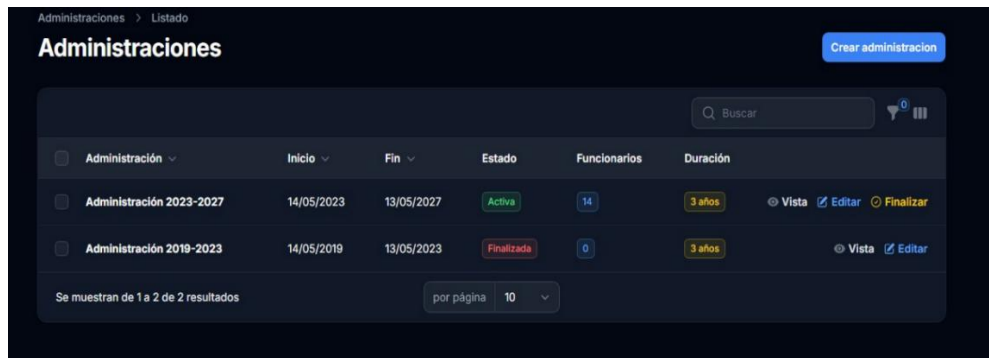 Administraciones > Listado
Administraciones
Crear administracion
Buscar
0
Administración Inicio Fin Estado Funcionarios Duración
Administración 2023-2027 14/05/2023 13/05/2027 Activa 14 3 años Vista Editar Finalizar
Administración 2019-2023 14/05/2019 13/05/2023 Finalizada 0 3 años Vista Editar
Se muestran de 1 a 2 de 2 resultados por página 10